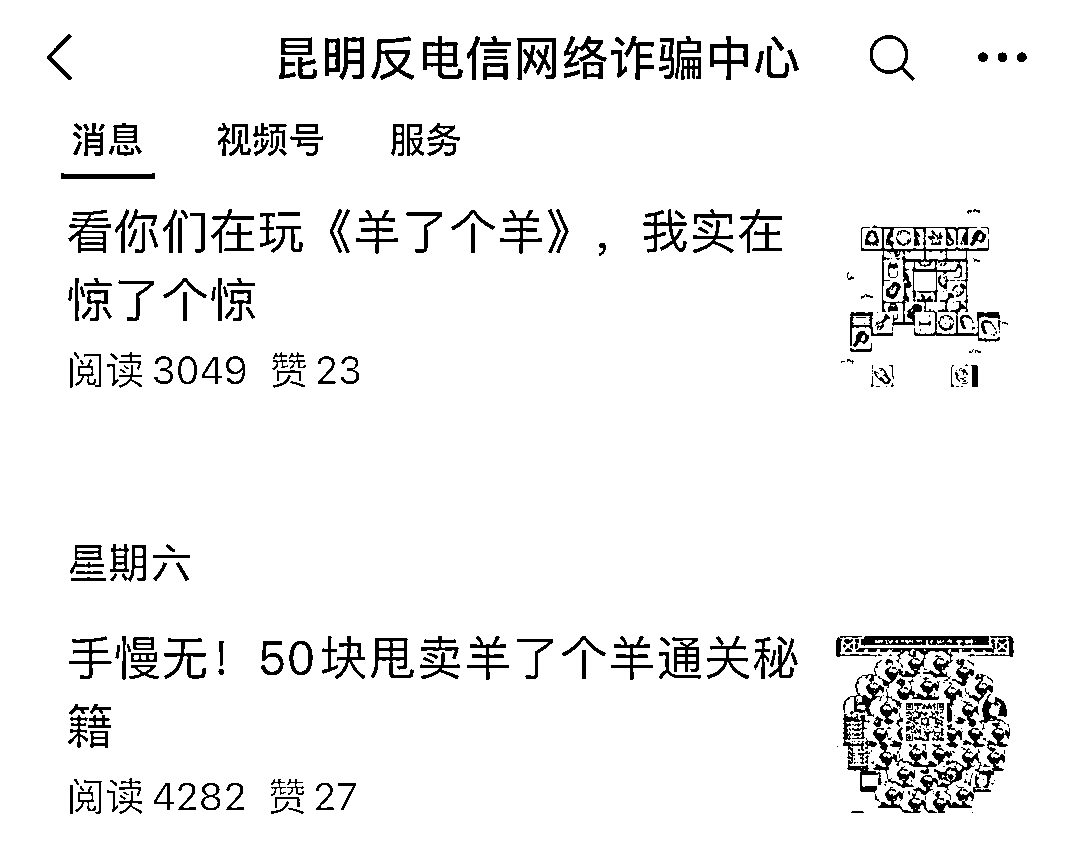 昆明反电信网络诈骗中心
消息 视频号 服务
看你们在玩《羊了个羊》，我实在
惊了个惊
阅读 3049 赞 23
星期六
手慢无！50块甩卖羊了个羊通关秘
籍
阅读 4282 赞 27